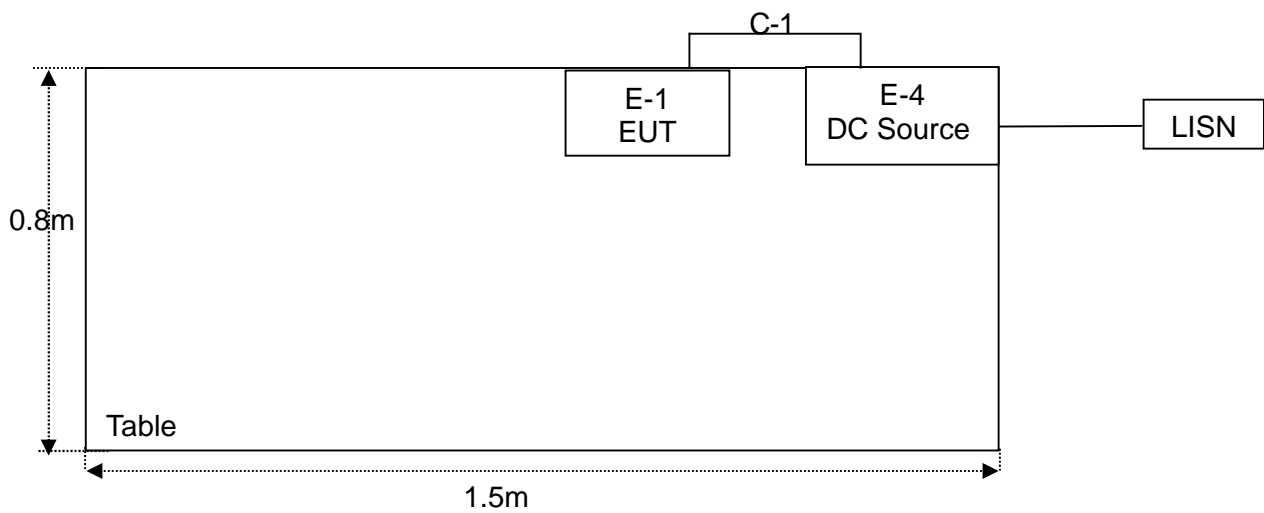 C-1
E-1
EUT
E-4
DC Source
LISN
0.8m
Table
1.5m